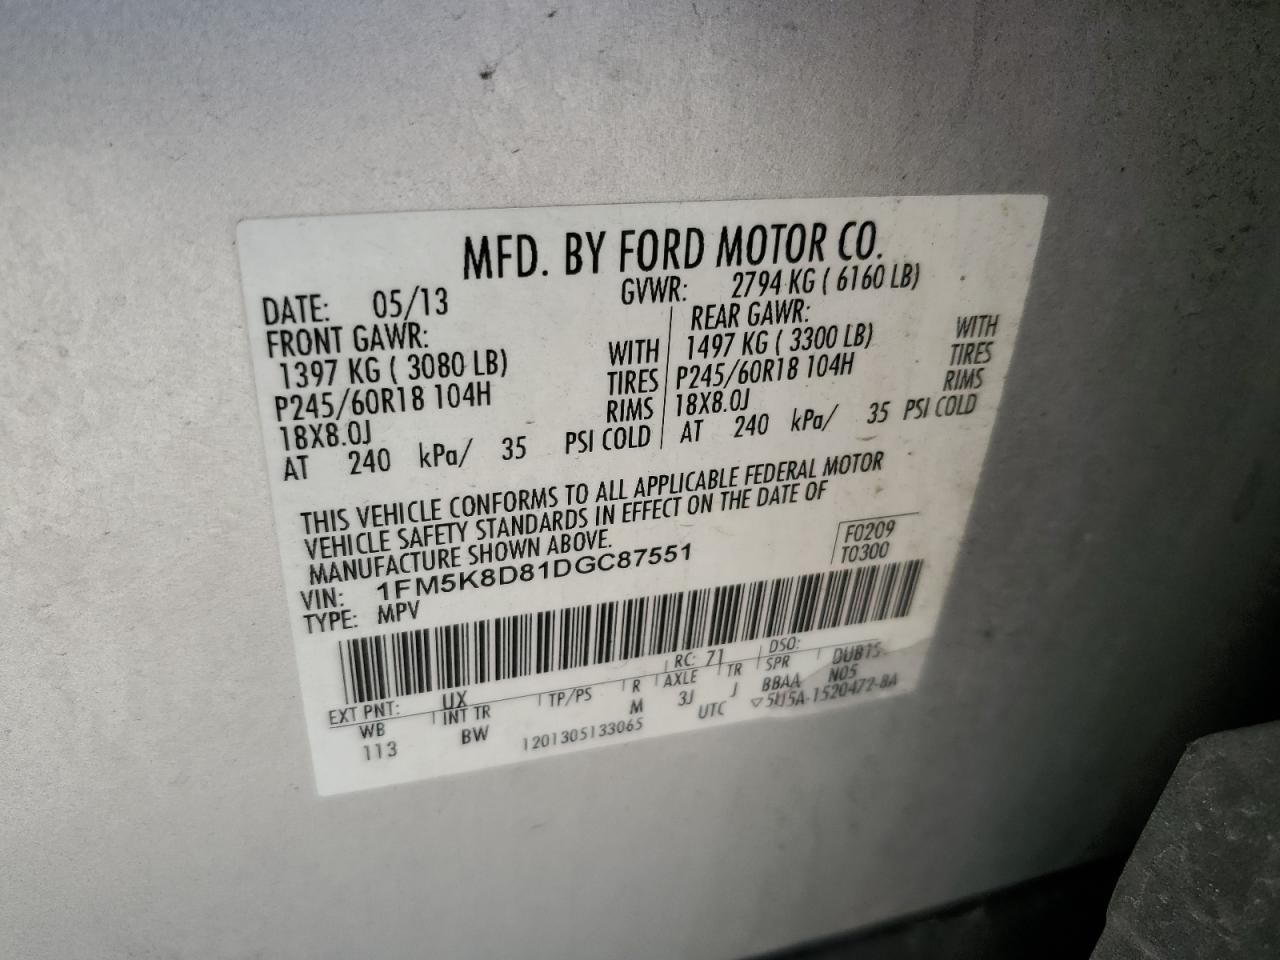 MFD. BY FORD MOTOR CO.
DATE: 05/13 GVWR: 2794 KG ( 6160 LB)
FRONT GAWR: REAR GAWR:
1397 KG ( 3080 LB) WITH 1497 KG ( 3300 LB) WITH
P245/60R18 104H TIRES P245/60R18 104H TIRES
18X8.0J RIMS 18X8.0J RIMS
AT 240 kPa/ 35 PSI COLD AT 240 kPa/ 35 PSI COLD
THIS VEHICLE CONFORMS TO ALL APPLICABLE FEDERAL MOTOR
VEHICLE SAFETY STANDARDS IN EFFECT ON THE DATE OF
MANUFACTURE SHOWN ABOVE.
F0209
VIN: 1FM5K8D81DGC87551 T0300
TYPE: MPV
EXT PNT: UX RC: 71 DSO:
WB INT TR TP/PS R AXLE TR SPR
113 BW M 3J J BBAA N05
1201305133065 UTC ▽5U5A-1520472-8A